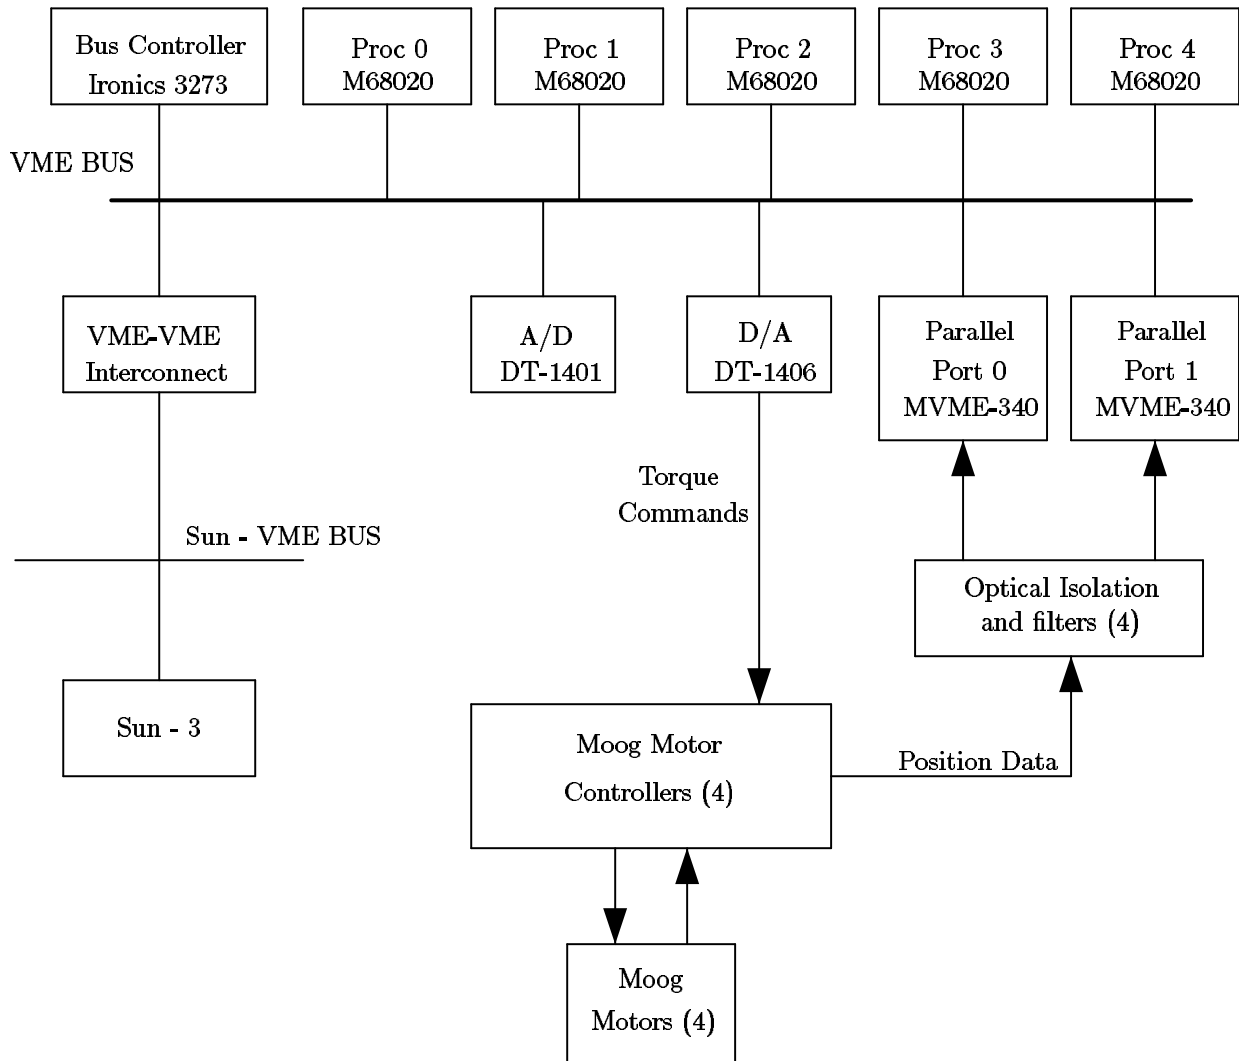 Bus Controller
Ironics 3273
Proc 0
M68020
Proc 1
M68020
Proc 2
M68020
Proc 3
M68020
Proc 4
M68020
VME BUS
VME-VME
Interconnect
A/D
DT-1401
D/A
DT-1406
Parallel
Port 0
MVME-340
Parallel
Port 1
MVME-340
Torque
Commands
Sun - VME BUS
Optical Isolation
and filters (4)
Sun - 3
Moog Motor
Controllers (4)
Position Data
Moog
Motors (4)